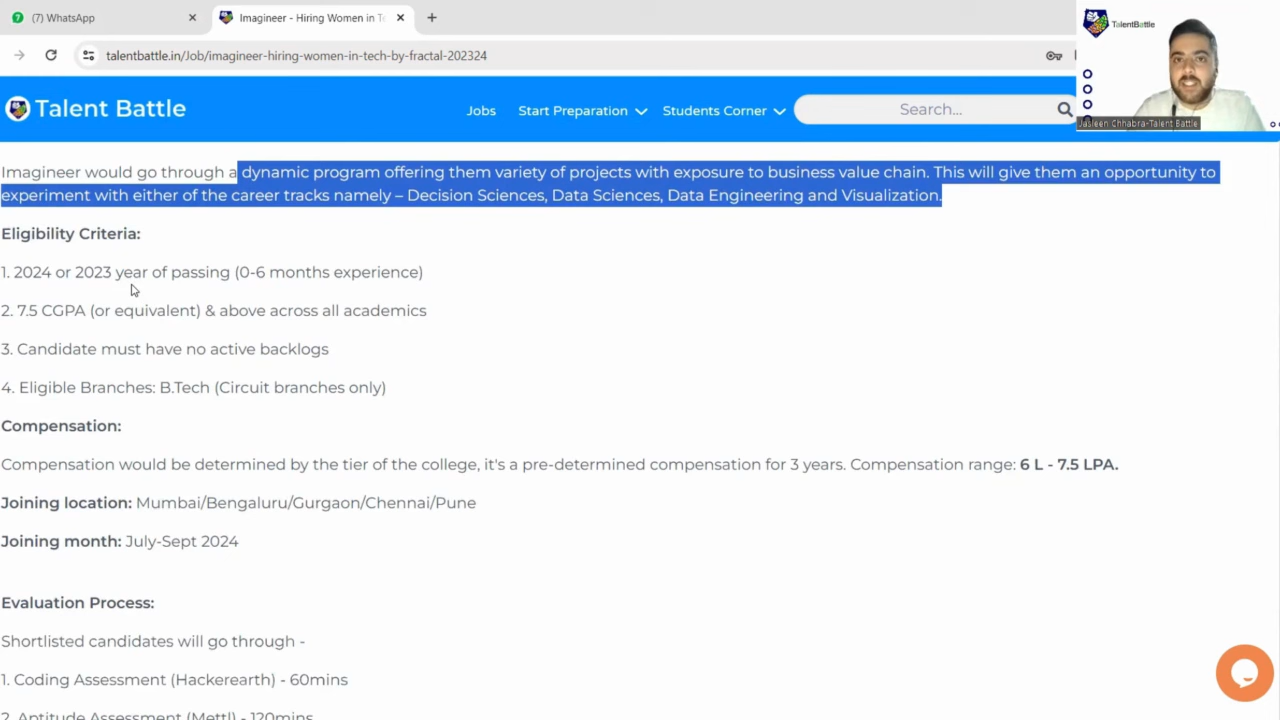 (7) WhatsApp
Imagineer - Hiring Women in Te
talentbattle.in/Job/imagineer-hiring-women-in-tech-by-fractal-202324
TalentBattle
Jasleen Chhabra-Talent Battle
Talent Battle
Jobs
Start Preparation
Students Corner
Search...
Imagineer would go through a dynamic program offering them variety of projects with exposure to business value chain. This will give them an opportunity to
experiment with either of the career tracks namely – Decision Sciences, Data Sciences, Data Engineering and Visualization.
Eligibility Criteria:
1. 2024 or 2023 year of passing (0-6 months experience)
2. 7.5 CGPA (or equivalent) & above across all academics
3. Candidate must have no active backlogs
4. Eligible Branches: B.Tech (Circuit branches only)
Compensation:
Compensation would be determined by the tier of the college, it's a pre-determined compensation for 3 years. Compensation range: 6 L - 7.5 LPA.
Joining location: Mumbai/Bengaluru/Gurgaon/Chennai/Pune
Joining month: July-Sept 2024
Evaluation Process:
Shortlisted candidates will go through -
1. Coding Assessment (Hackerearth) - 60mins
2. Aptitude Assessment (Mettl) - 120mins